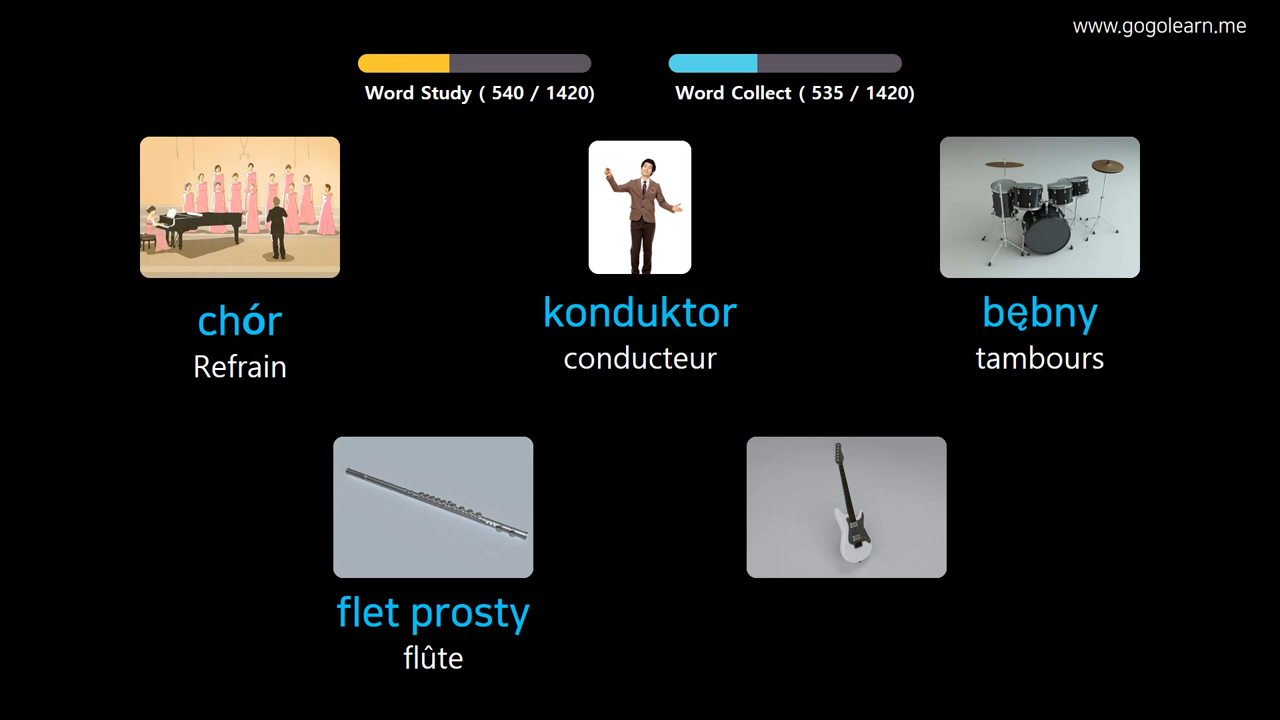 www.gogolearn.me
Word Study ( 540 / 1420)
Word Collect ( 535 / 1420)
chór
Refrain
konduktor
conducteur
bębny
tambours
flet prosty
flûte